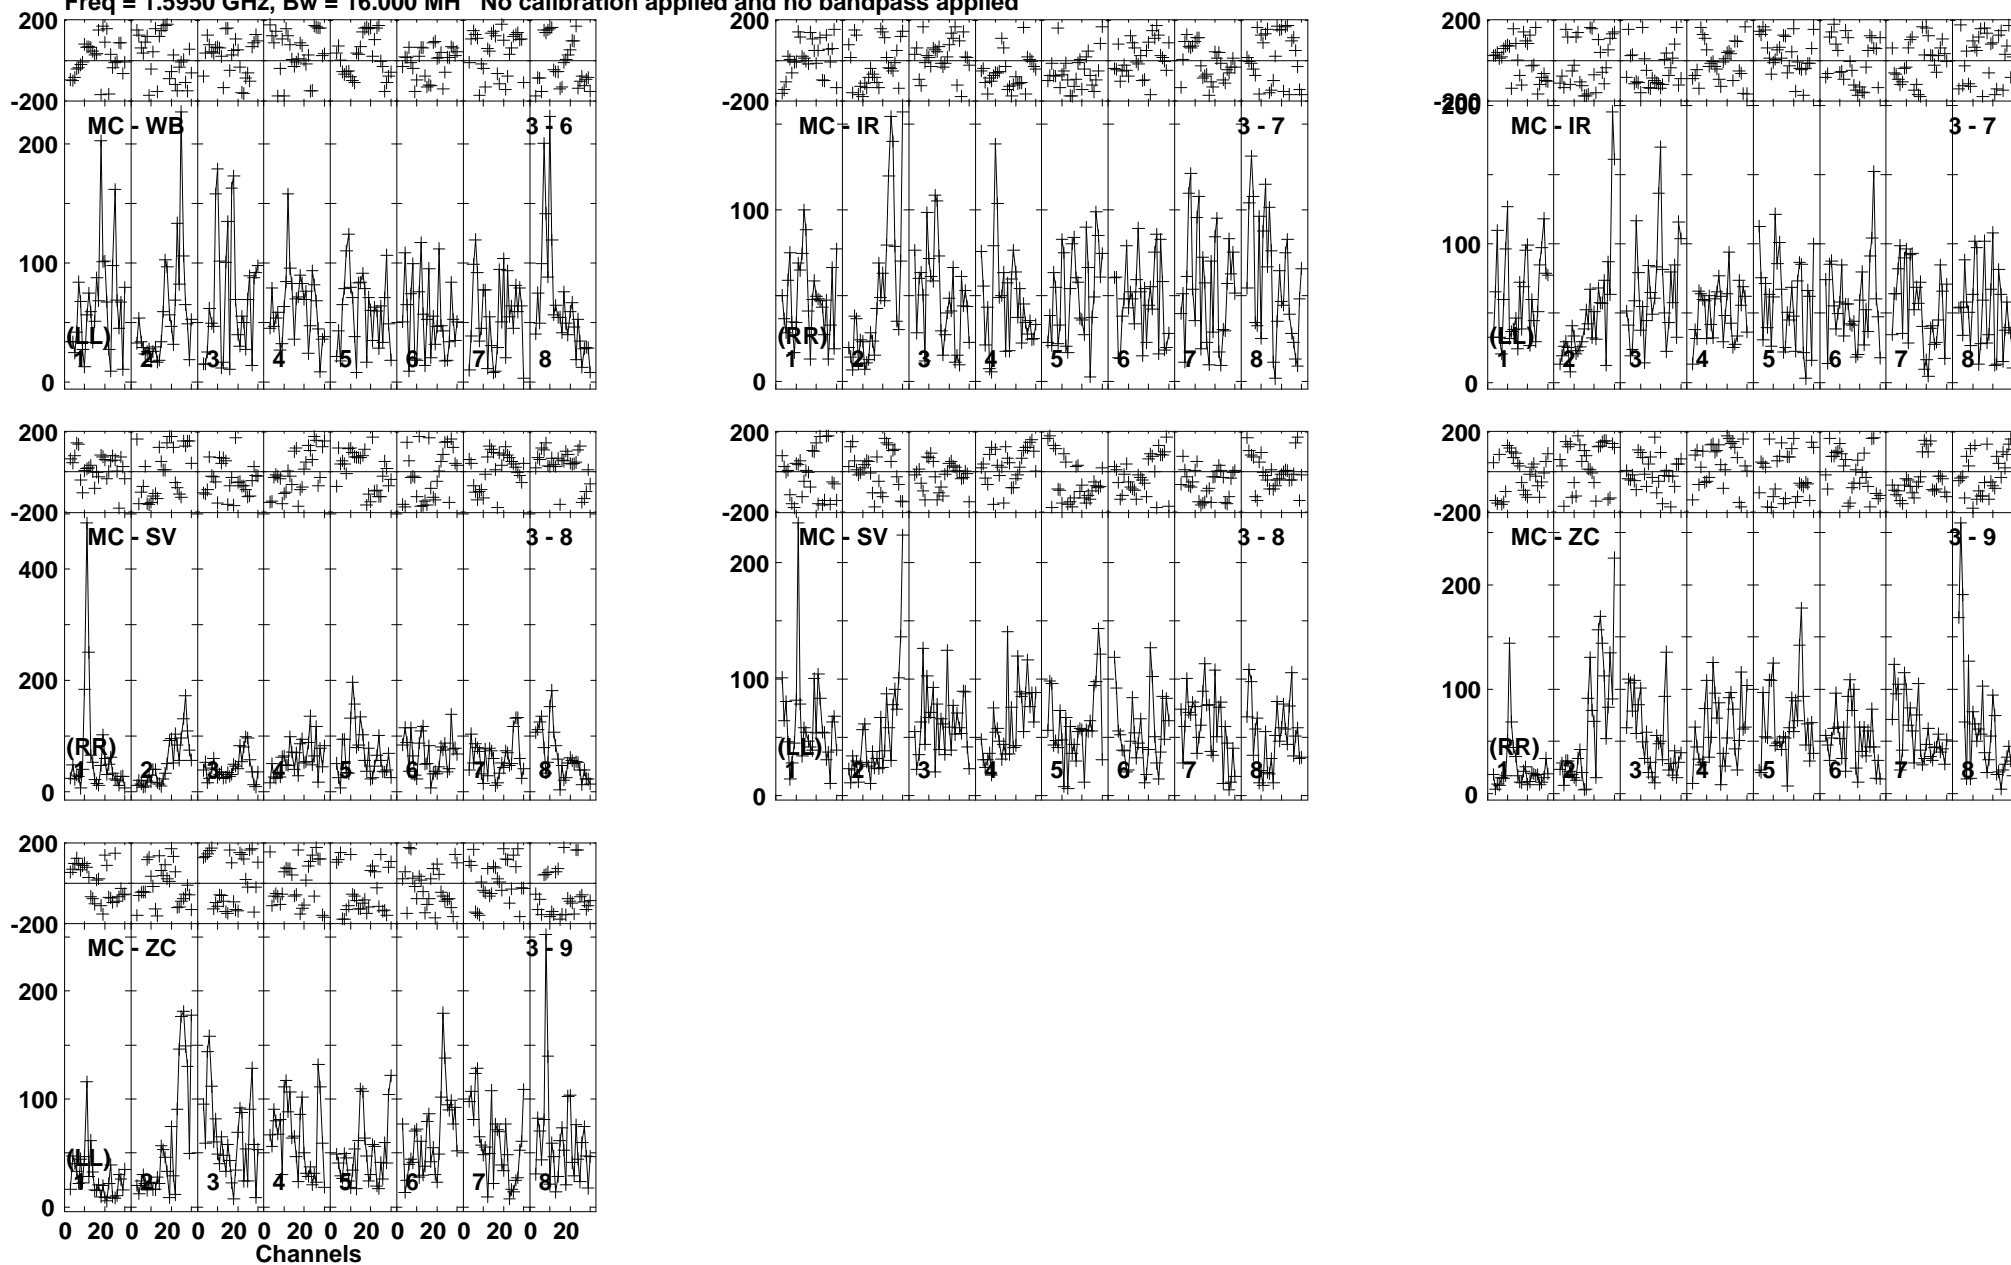 Freq = 1.5950 GHz, Bw = 16.000 MH No calibration applied and no bandpass applied
200
-200
MC - WB 3 - 6
200
100
(LL)
1 2 3 4 5 6 7 8
0
200
-200
MC - IR 3 - 7
100
(RR)
1 2 3 4 5 6 7 8
0
200
-200
200
MC - IR 3 - 7
100
(LL)
1 2 3 4 5 6 7 8
0
200
-200
MC - SV 3 - 8
400
200
(RR)
1 2 3 4 5 6 7 8
0
200
-200
MC - SV 3 - 8
200
100
(LL)
1 2 3 4 5 6 7 8
0
200
-200
MC - ZC 3 - 9
200
100
(RR)
1 2 3 4 5 6 7 8
0
200
-200
MC - ZC 3 - 9
200
100
(LL)
1 2 3 4 5 6 7 8
0
0 20 0 20 0 20 0 20 0 20 0 20 0 20 0 20
Channels